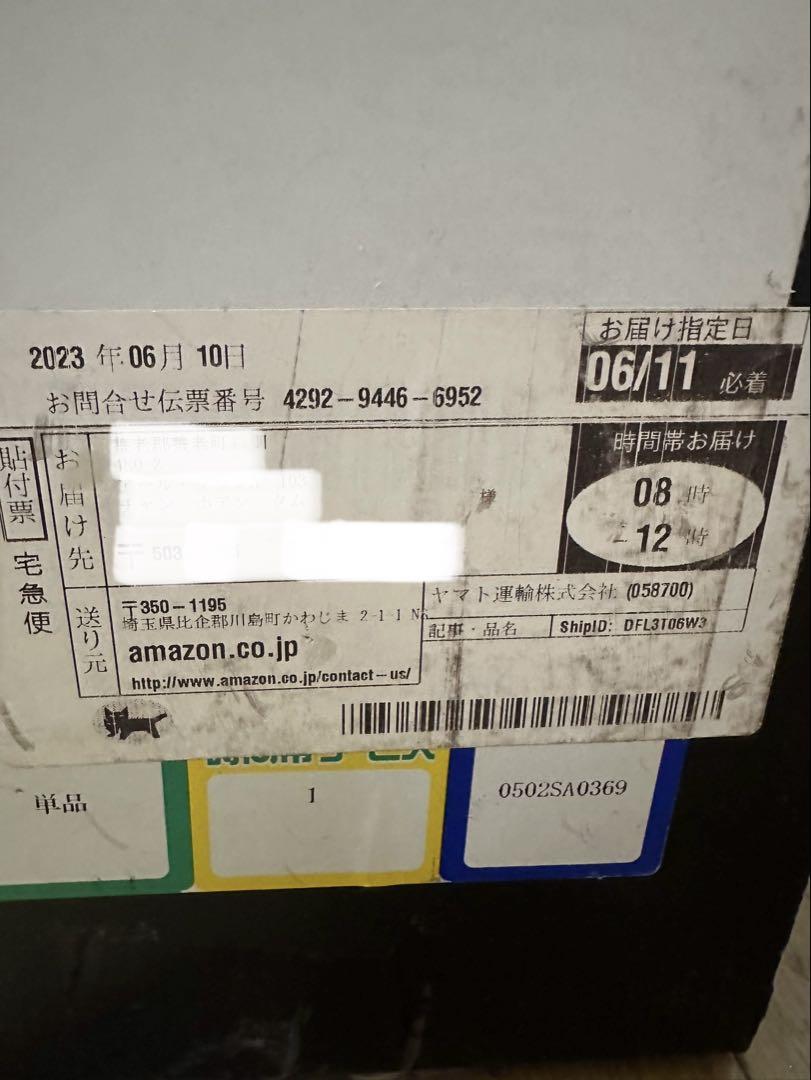 お届け指定日
2023 年 06 月 10日
06/11 必着
お問合せ伝票番号 4292-9446-6952
貼付票
宅急便
お届け先
様
時間帯お届け
08 時
12 時
503
送り元
〒350-1195
埼玉県比企郡川島町かわじま 2-1-1
amazon.co.jp
http://www.amazon.co.jp/contact-us/
ヤマト運輸株式会社 (058700)
記事・品名
ShipID: DFL3T06W3
単品
1
0502SA0369